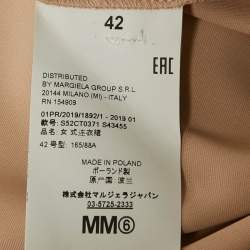 42
DISTRIBUTED
BY MARGIELA GROUP S.R.L
20144 MILANO (MI) - ITALY
RN 154909
EAC
01PR/2019/1892/1 - 2019 01
款号: S52CT0371 S43455
品名: 女式连衣裙
42 号型: 165/88A
MADE IN POLAND
ポーランド製
原产国: 波兰
株式会社マルジェラジャパン
03-5725-2333
MM⑥